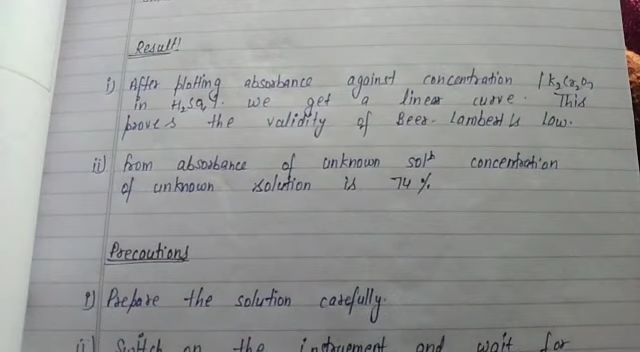 Result!
i) After plotting absorbance against concentration | K2Cr2O7
in H2SO4. we get a linear curve. This
proves the validity of Beer-Lambert's Law.
ii) From absorbance of unknown solⁿ concentration
of unknown solution is 74 %
Precautions
i) Prepare the solution carefully.
ii) Switch on the instrument and wait for